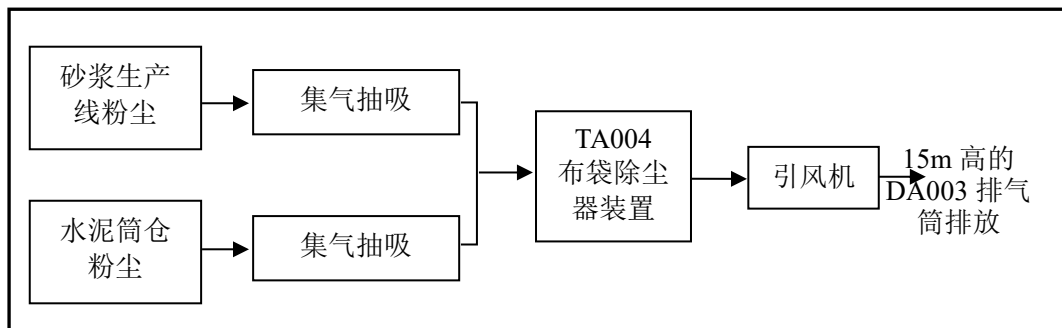 砂浆生产
线粉尘
集气抽吸
水泥筒仓
粉尘
集气抽吸
TA004
布袋除尘
器装置
引风机
15m 高的
DA003 排气
筒排放